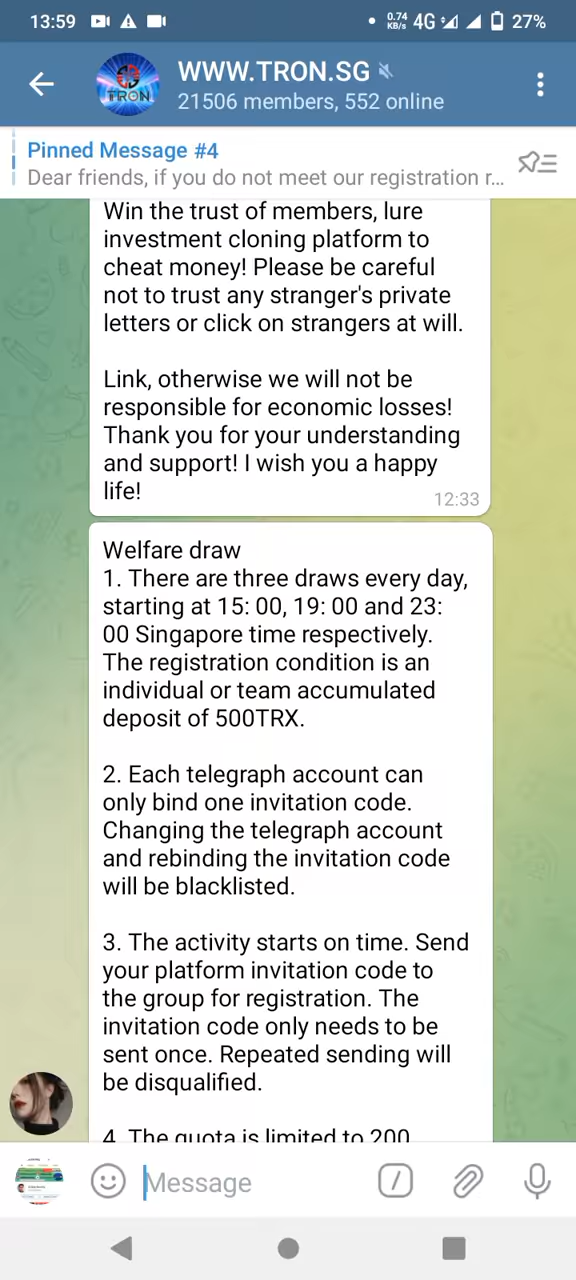 13:59
0.74 KB/s 4G 27%
WWW.TRON.SG
21506 members, 552 online
TRON
Pinned Message #4
Dear friends, if you do not meet our registration r...
Win the trust of members, lure
investment cloning platform to
cheat money! Please be careful
not to trust any stranger's private
letters or click on strangers at will.
Link, otherwise we will not be
responsible for economic losses!
Thank you for your understanding
and support! I wish you a happy
life!
12:33
Welfare draw
1. There are three draws every day,
starting at 15: 00, 19: 00 and 23:
00 Singapore time respectively.
The registration condition is an
individual or team accumulated
deposit of 500TRX.
2. Each telegraph account can
only bind one invitation code.
Changing the telegraph account
and rebinding the invitation code
will be blacklisted.
3. The activity starts on time. Send
your platform invitation code to
the group for registration. The
invitation code only needs to be
sent once. Repeated sending will
be disqualified.
4. The quota is limited to 200
Message